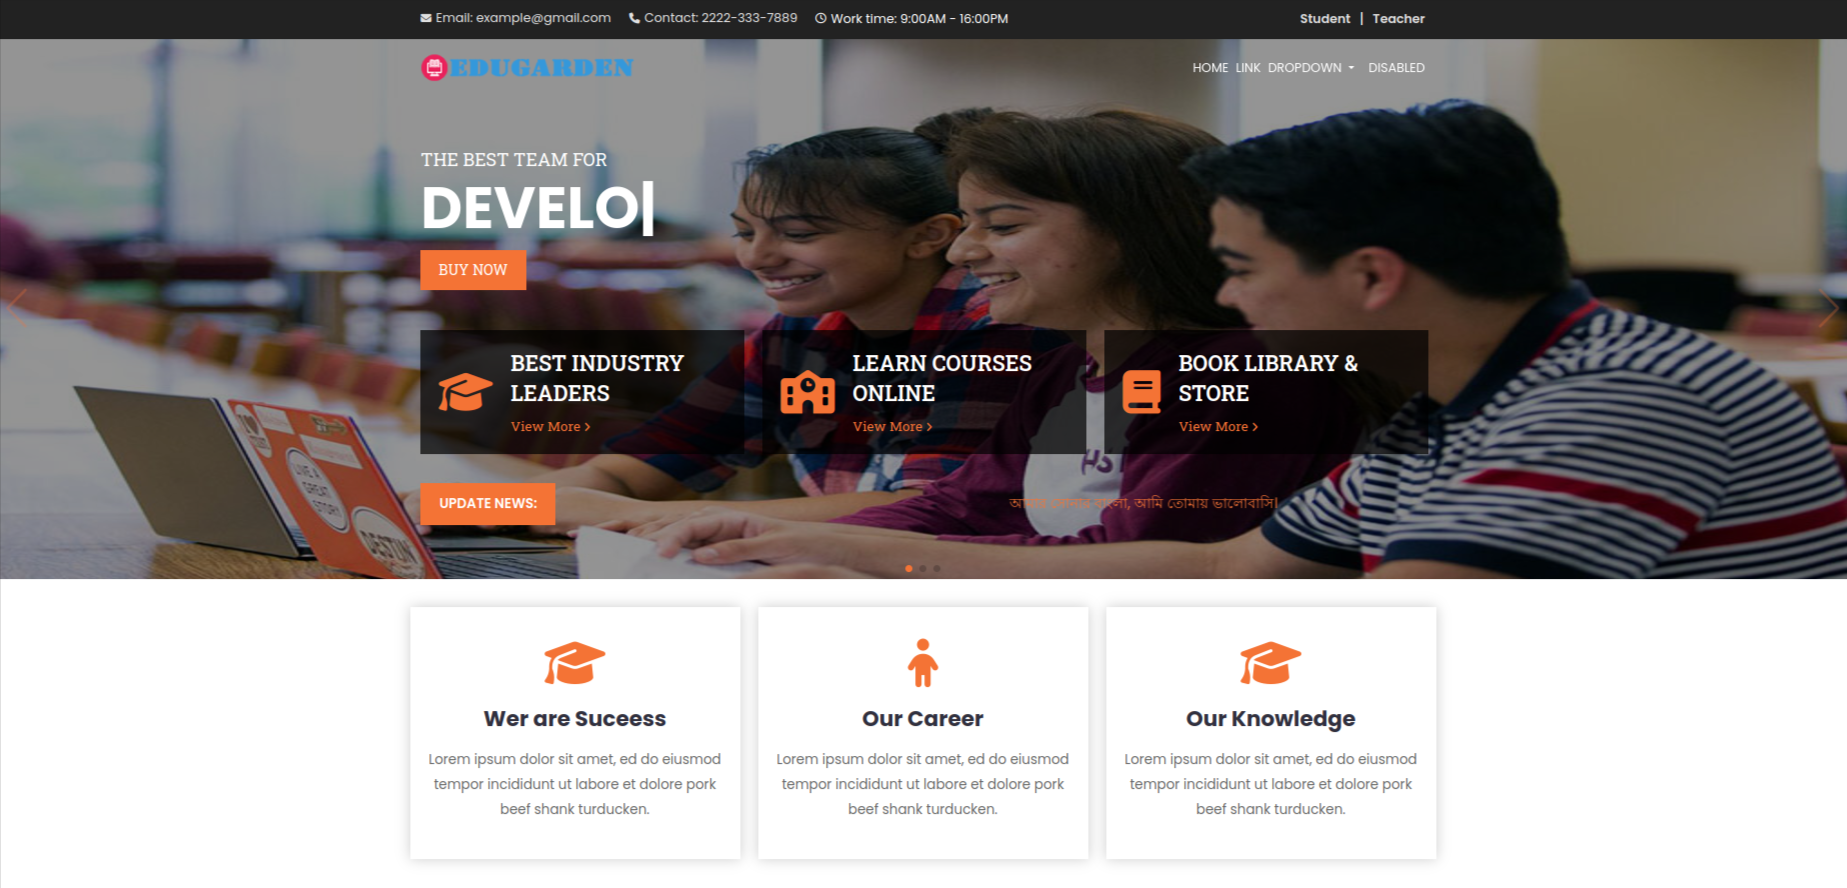 Email: example@gmail.com Contact: 2222-333-7889 Work time: 9:00AM - 16:00PM Student | Teacher
EDUGARDEN HOME LINK DROPDOWN DISABLED
THE BEST TEAM FOR
DEVELO|
BUY NOW
BEST INDUSTRY
LEADERS
View More
LEARN COURSES
ONLINE
View More
BOOK LIBRARY &
STORE
View More
I
LIVE A
GREAT
STORY
DESTIN
HST
UPDATE NEWS: আমার সোনার বাংলা, আমি তোমায় ভালোবাসি।
Wer are Suceess
Lorem ipsum dolor sit amet, ed do eiusmod
tempor incididunt ut labore et dolore pork
beef shank turducken.
Our Career
Lorem ipsum dolor sit amet, ed do eiusmod
tempor incididunt ut labore et dolore pork
beef shank turducken.
Our Knowledge
Lorem ipsum dolor sit amet, ed do eiusmod
tempor incididunt ut labore et dolore pork
beef shank turducken.